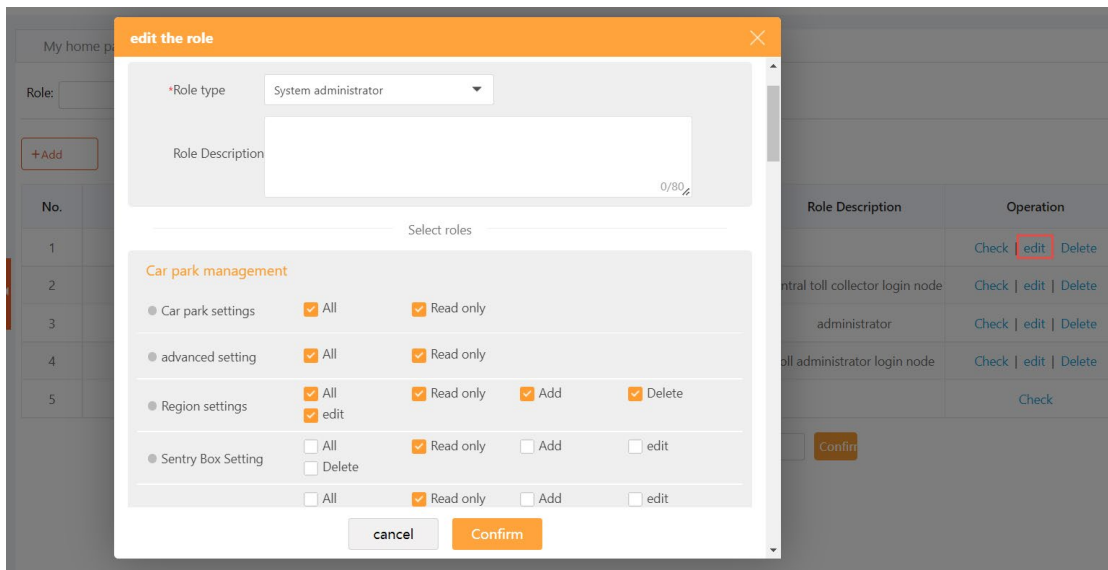 My home pa
edit the role
Role:
*Role type System administrator
+Add
Role Description
0/80
No. Role Description Operation
Select roles
1 Check | edit | Delete
Car park management
2 ntral toll collector login node Check | edit | Delete
Car park settings All Read only
3 administrator Check | edit | Delete
advanced setting All Read only
4 oll administrator login node Check | edit | Delete
Region settings All Read only Add Delete
edit
5 Check
Sentry Box Setting All Read only Add edit
Delete
Confirm
All Read only Add edit
cancel Confirm